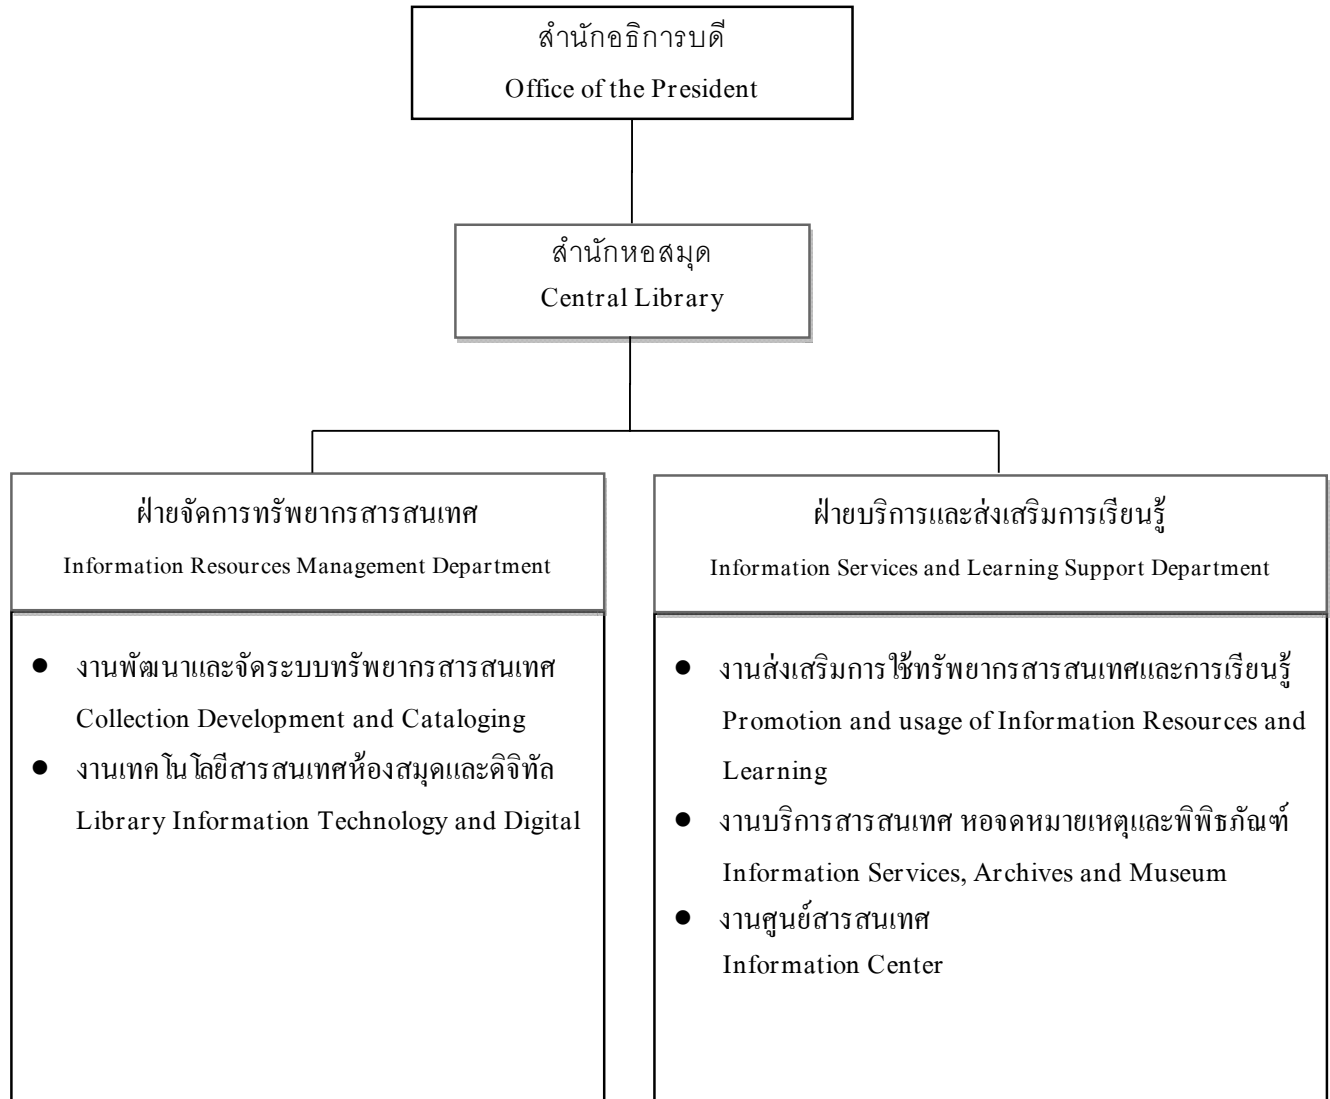 สำนักอธิการบดี
Office of the President
สำนักหอสมุด
Central Library
ฝ่ายจัดการทรัพยากรสารสนเทศ
Information Resources Management Department
● งานพัฒนาและจัดระบบทรัพยากรสารสนเทศ
Collection Development and Cataloging
● งานเทคโนโลยีสารสนเทศห้องสมุดและดิจิทัล
Library Information Technology and Digital
ฝ่ายบริการและส่งเสริมการเรียนรู้
Information Services and Learning Support Department
● งานส่งเสริมการใช้ทรัพยากรสารสนเทศและการเรียนรู้
Promotion and usage of Information Resources and
Learning
● งานบริการสารสนเทศ หอจดหมายเหตุและพิพิธภัณฑ์
Information Services, Archives and Museum
● งานศูนย์สารสนเทศ
Information Center